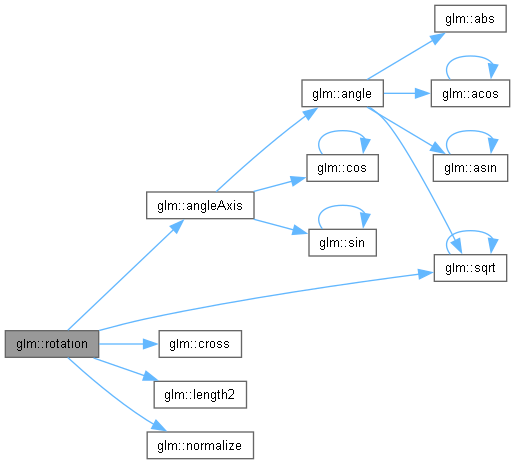 glm::abs
glm::angle
glm::acos
glm::cos
glm::asin
glm::angleAxis
glm::sin
glm::sqrt
glm::rotation
glm::cross
glm::length2
glm::normalize